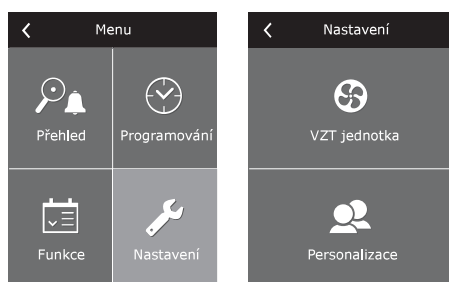 Menu
Přehled
Programování
Funkce
Nastavení
Nastavení
VZT jednotka
Personalizace